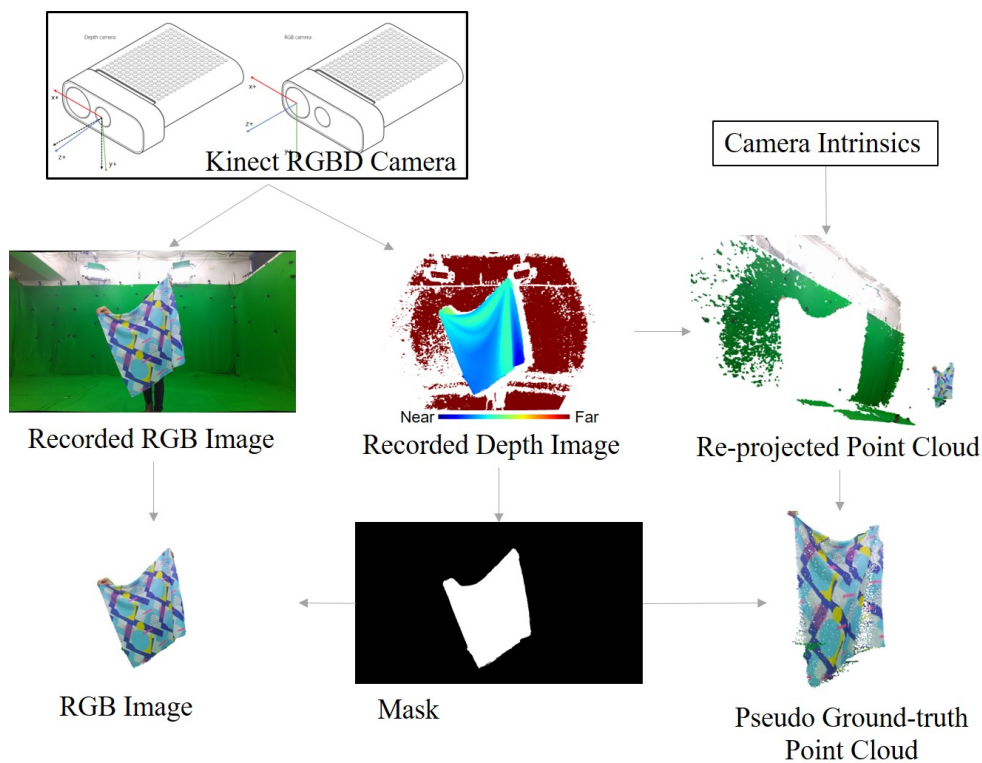 Depth camera
RGB camera
x+
x+
z+
z+
y+
Kinect RGBD Camera
Camera Intrinsics
Near
Far
Recorded RGB Image
Recorded Depth Image
Re-projected Point Cloud
RGB Image
Mask
Pseudo Ground-truth
Point Cloud